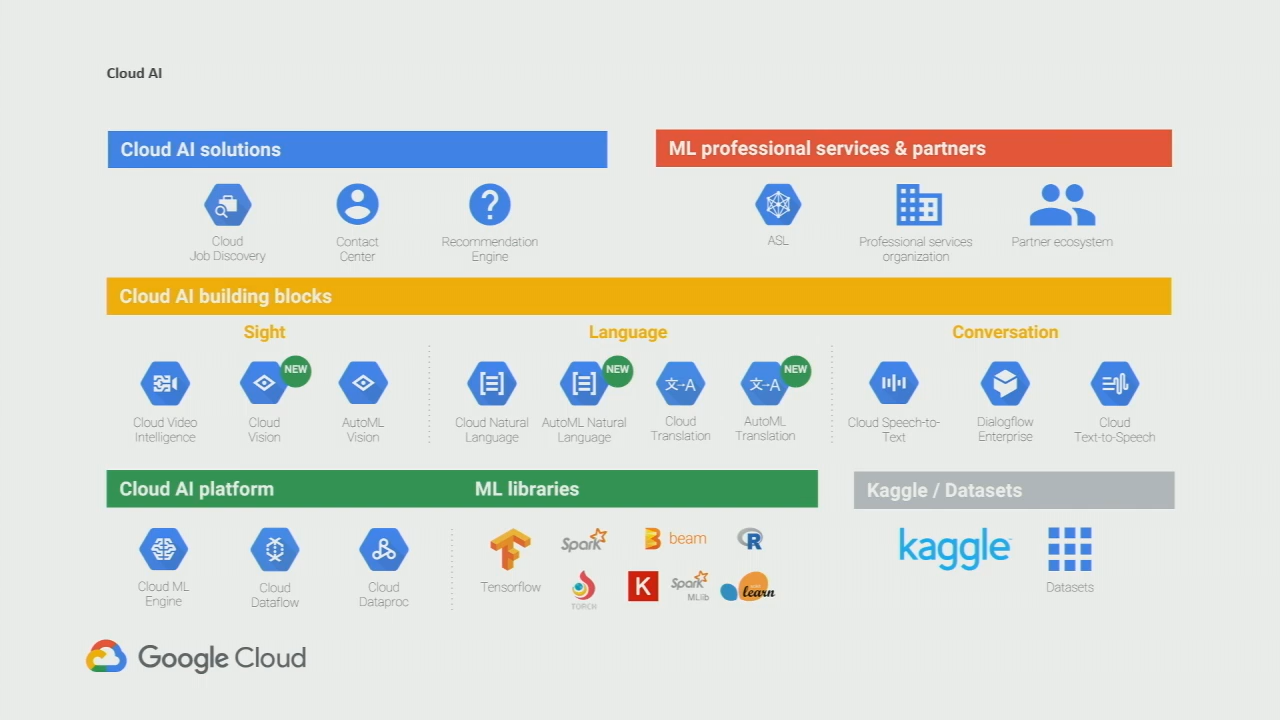 Cloud AI
Cloud AI solutions
ML professional services & partners
Cloud
Job Discovery
Contact
Center
Recommendation
Engine
ASL
Professional services
organization
Partner ecosystem
Cloud AI building blocks
Sight
Language
Conversation
NEW
NEW
NEW
文→A
文→A
Cloud Video
Intelligence
Cloud
Vision
AutoML
Vision
Cloud Natural
Language
AutoML Natural
Language
Cloud
Translation
AutoML
Translation
Cloud Speech-to-
Text
Dialogflow
Enterprise
Cloud
Text-to-Speech
Cloud AI platform
ML libraries
Kaggle / Datasets
Cloud ML
Engine
Cloud
Dataflow
Cloud
Dataproc
Tensorflow
Spark
beam
R
TORCH
K
Spark
MLlib
learn
kaggle
Datasets
Google Cloud